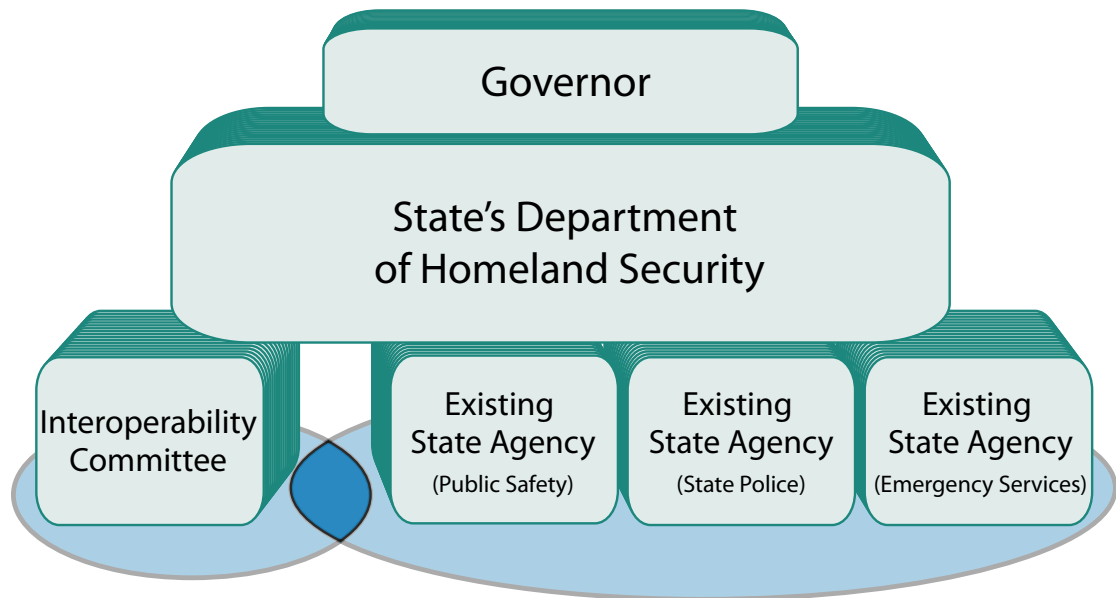 Governor
State’s Department
of Homeland Security
Interoperability
Committee
Existing
State Agency
(Public Safety)
Existing
State Agency
(State Police)
Existing
State Agency
(Emergency Services)